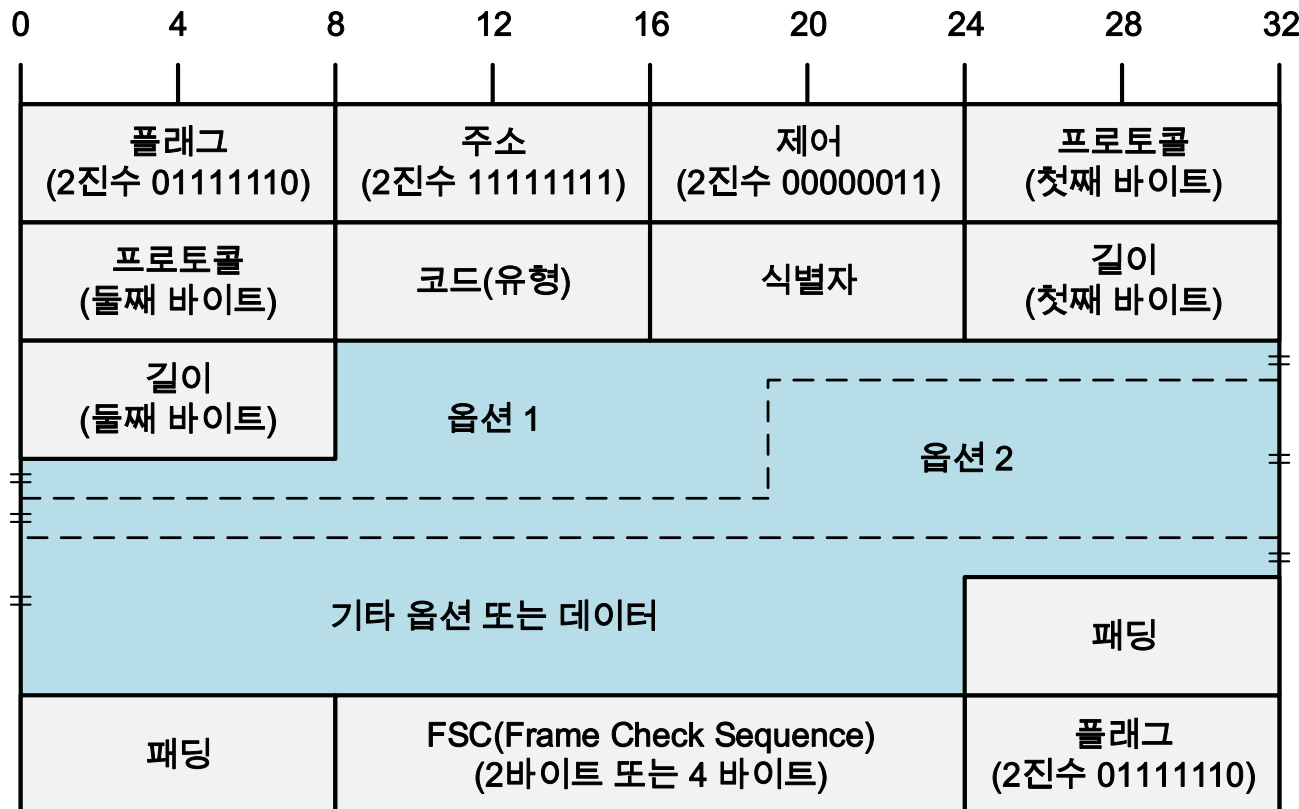 0 4 8 12 16 20 24 28 32
플래그
(2진수 01111110)
주소
(2진수 11111111)
제어
(2진수 00000011)
프로토콜
(첫째 바이트)
프로토콜
(둘째 바이트)
코드(유형)
식별자
길이
(첫째 바이트)
길이
(둘째 바이트)
옵션 1
옵션 2
기타 옵션 또는 데이터
패딩
패딩
FSC(Frame Check Sequence)
(2바이트 또는 4 바이트)
플래그
(2진수 01111110)